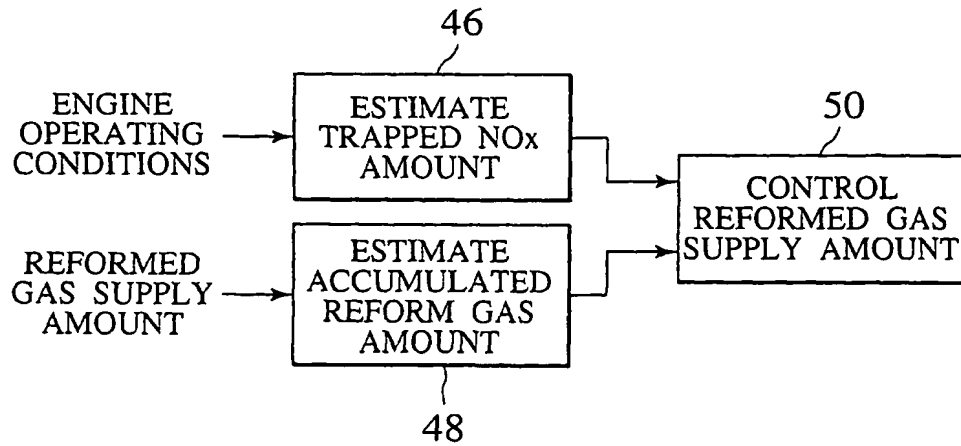 46
ENGINE
OPERATING
CONDITIONS
ESTIMATE
TRAPPED NOx
AMOUNT
50
CONTROL
REFORMED GAS
SUPPLY AMOUNT
REFORMED
GAS SUPPLY
AMOUNT
ESTIMATE
ACCUMULATED
REFORM GAS
AMOUNT
48